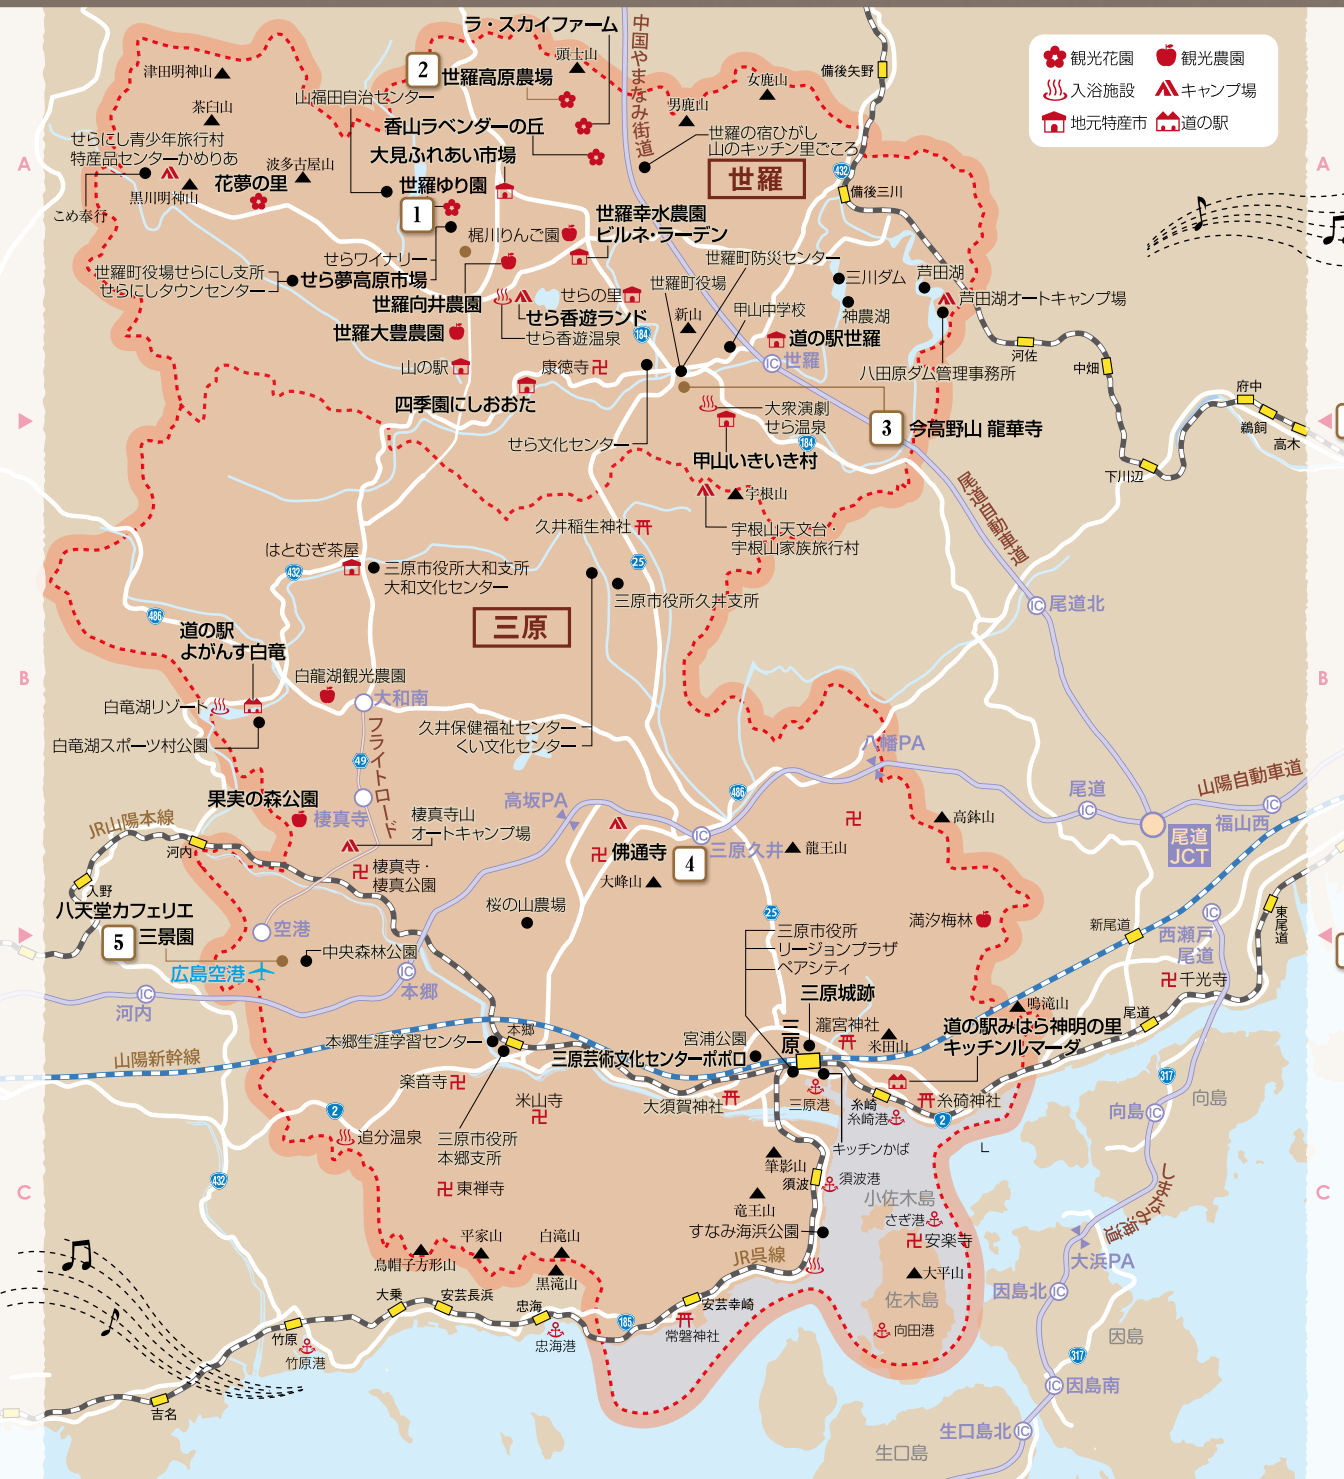 ラ・スカイファーム
中国やまなみ街道
頭士山
津田明神山
2
世羅高原農場
女鹿山
備後矢野
観光花園
観光農園
入浴施設
キャンプ場
地元特産市
道の駅
山福田自治センター
男鹿山
茶臼山
香山ラベンダーの丘
世羅の宿ひがし
山のキッチン里ごころ
せらにし青少年旅行村
特産品センターかめりあ
大見ふれあい市場
波多古屋山
A
A
世羅
432
花夢の里
世羅ゆり園
黒川明神山
備後三川
こめ奉行
1
世羅幸水農園
ビルネ・ラーデン
梶川りんご園
せらワイナリー
世羅町防災センター
世羅町役場せらにし支所
せらにしタウンセンター
せら夢高原市場
世羅町役場
三川ダム
芦田湖
世羅向井農園
せらの里
芦田湖オートキャンプ場
せら香遊ランド
新山
甲山中学校
神農湖
世羅大豊農園
せら香遊温泉
184
道の駅世羅
IC
世羅
河佐
山の駅
康徳寺
八田原ダム管理事務所
中畑
四季園にしおおた
府中
大衆演劇
せら温泉
3
今高野山 龍華寺
鵜飼
高木
せら文化センター
184
甲山いきいき村
下川辺
尾道自動車道
宇根山
久井稲生神社
宇根山天文台・
宇根山家族旅行村
はとむぎ茶屋
432
三原市役所大和支所
大和文化センター
25
三原市役所久井支所
IC
尾道北
486
三原
道の駅
よがんす白竜
白龍湖観光農園
B
B
大和南
白竜湖リゾート
フライトロード
久井保健福祉センター
くい文化センター
白竜湖スポーツ村公園
49
八幡PA
山陽自動車道
果実の森公園
486
尾道
IC
IC
福山西
高坂PA
棲真寺
棲真寺山
オートキャンプ場
JR山陽本線
高鉢山
尾道
JCT
河内
IC
三原久井
龍王山
佛通寺
4
棲真寺・
棲真公園
大峰山
入野
八天堂カフェリエ
桜の山農場
5
三景園
空港
25
満汐梅林
新尾道
IC
西瀬戸
尾道
東尾道
中央森林公園
三原市役所
リージョンプラザ
ペアシティ
広島空港
IC
本郷
千光寺
IC
河内
三原城跡
鳴滝山
尾道
三原
瀧宮神社
道の駅みはら神明の里
キッチンルマーダ
本郷
本郷生涯学習センター
宮浦公園
米田山
山陽新幹線
三原芸術文化センターポポロ
楽音寺
317
米山寺
大須賀神社
三原港
糸崎
糸崎港
糸碕神社
2
IC
向島
向島
2
追分温泉
三原市役所
本郷支所
キッチンかば
筆影山
須波
須波港
432
東禅寺
C
C
小佐木島
しまなみ海道
竜王山
さぎ港
すなみ海浜公園
安楽寺
平家山
白滝山
烏帽子方形山
JR呉線
大浜PA
黒滝山
大平山
因島北
IC
大乗
安芸長浜
忠海
安芸幸崎
佐木島
竹原
185
常磐神社
向田港
因島
忠海港
竹原港
317
IC
因島南
吉名
生口島北
IC
生口島